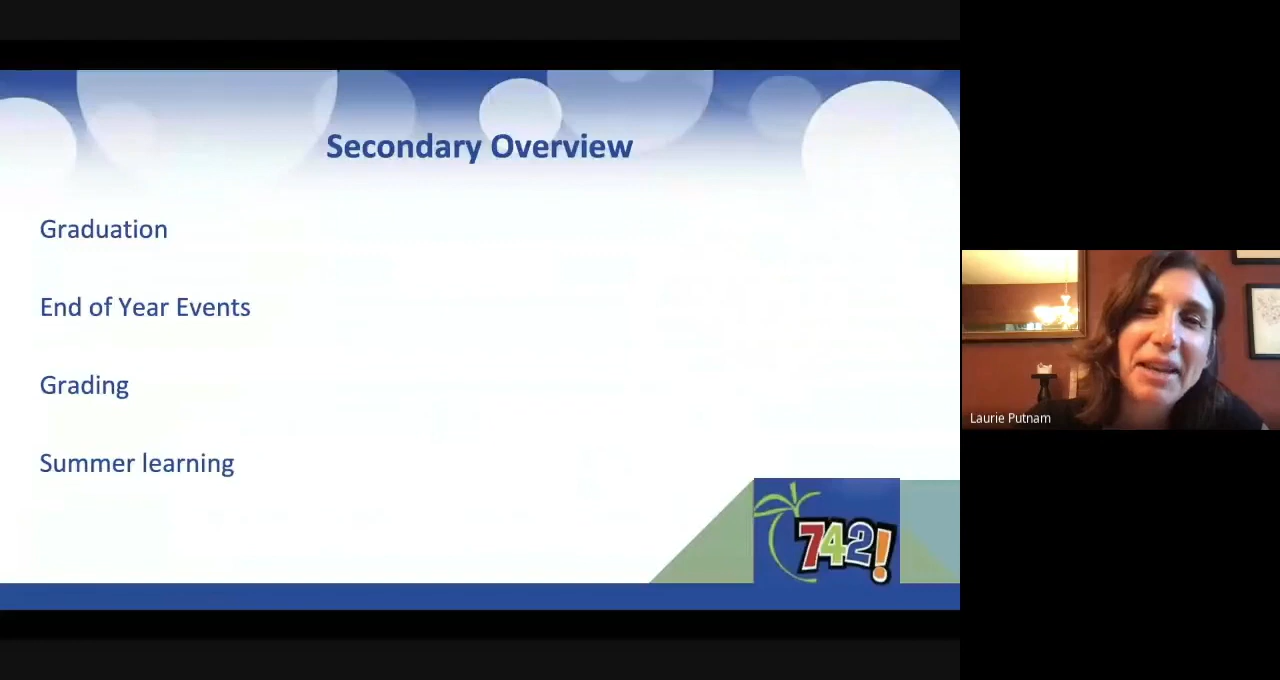 Secondary Overview
Graduation
End of Year Events
Grading
Summer learning
742!
Laurie Putnam